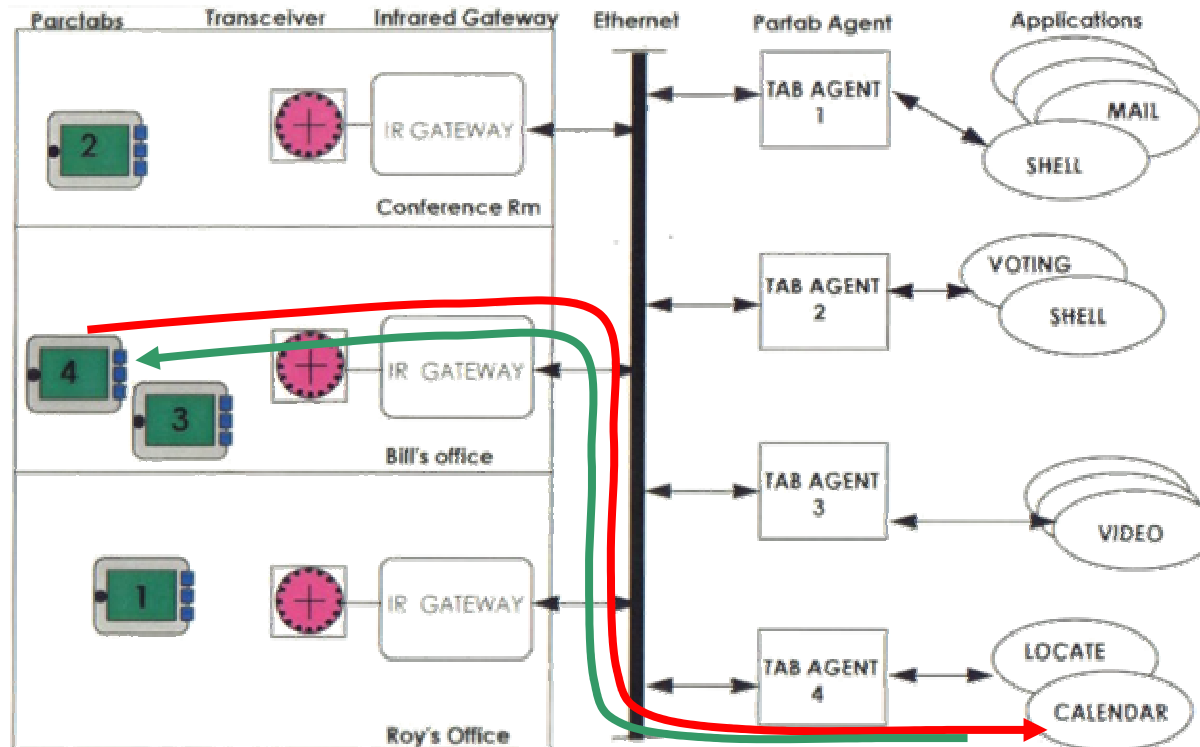 Parctabs Transceiver Infrared Gateway Ethernet Partab Agent Applications
2
IR GATEWAY
Conference Rm
TAB AGENT
1
MAIL
SHELL
4
3
IR GATEWAY
Bill's office
TAB AGENT
2
VOTING
SHELL
TAB AGENT
3
VIDEO
1
IR GATEWAY
Roy's Office
TAB AGENT
4
LOCATE
CALENDAR